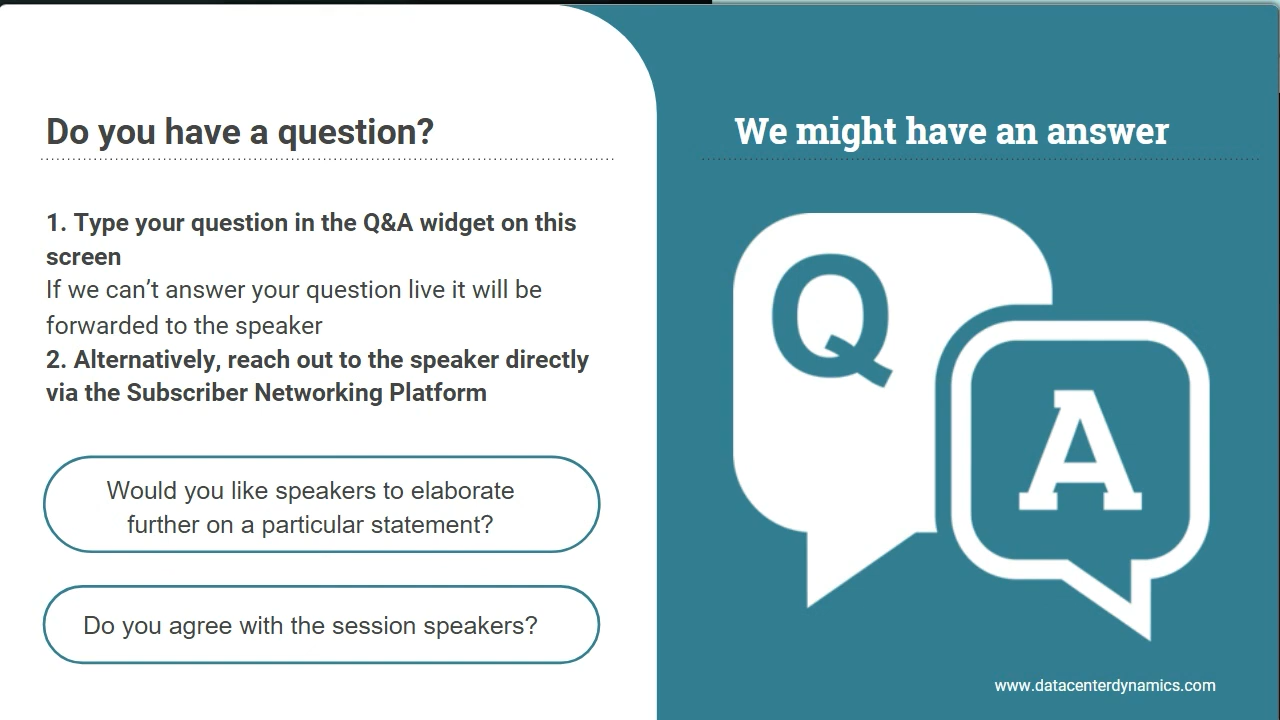 Do you have a question?
1. Type your question in the Q&A widget on this
screen
If we can’t answer your question live it will be
forwarded to the speaker
2. Alternatively, reach out to the speaker directly
via the Subscriber Networking Platform
Would you like speakers to elaborate
further on a particular statement?
Do you agree with the session speakers?
We might have an answer
Q
A
www.datacenterdynamics.com